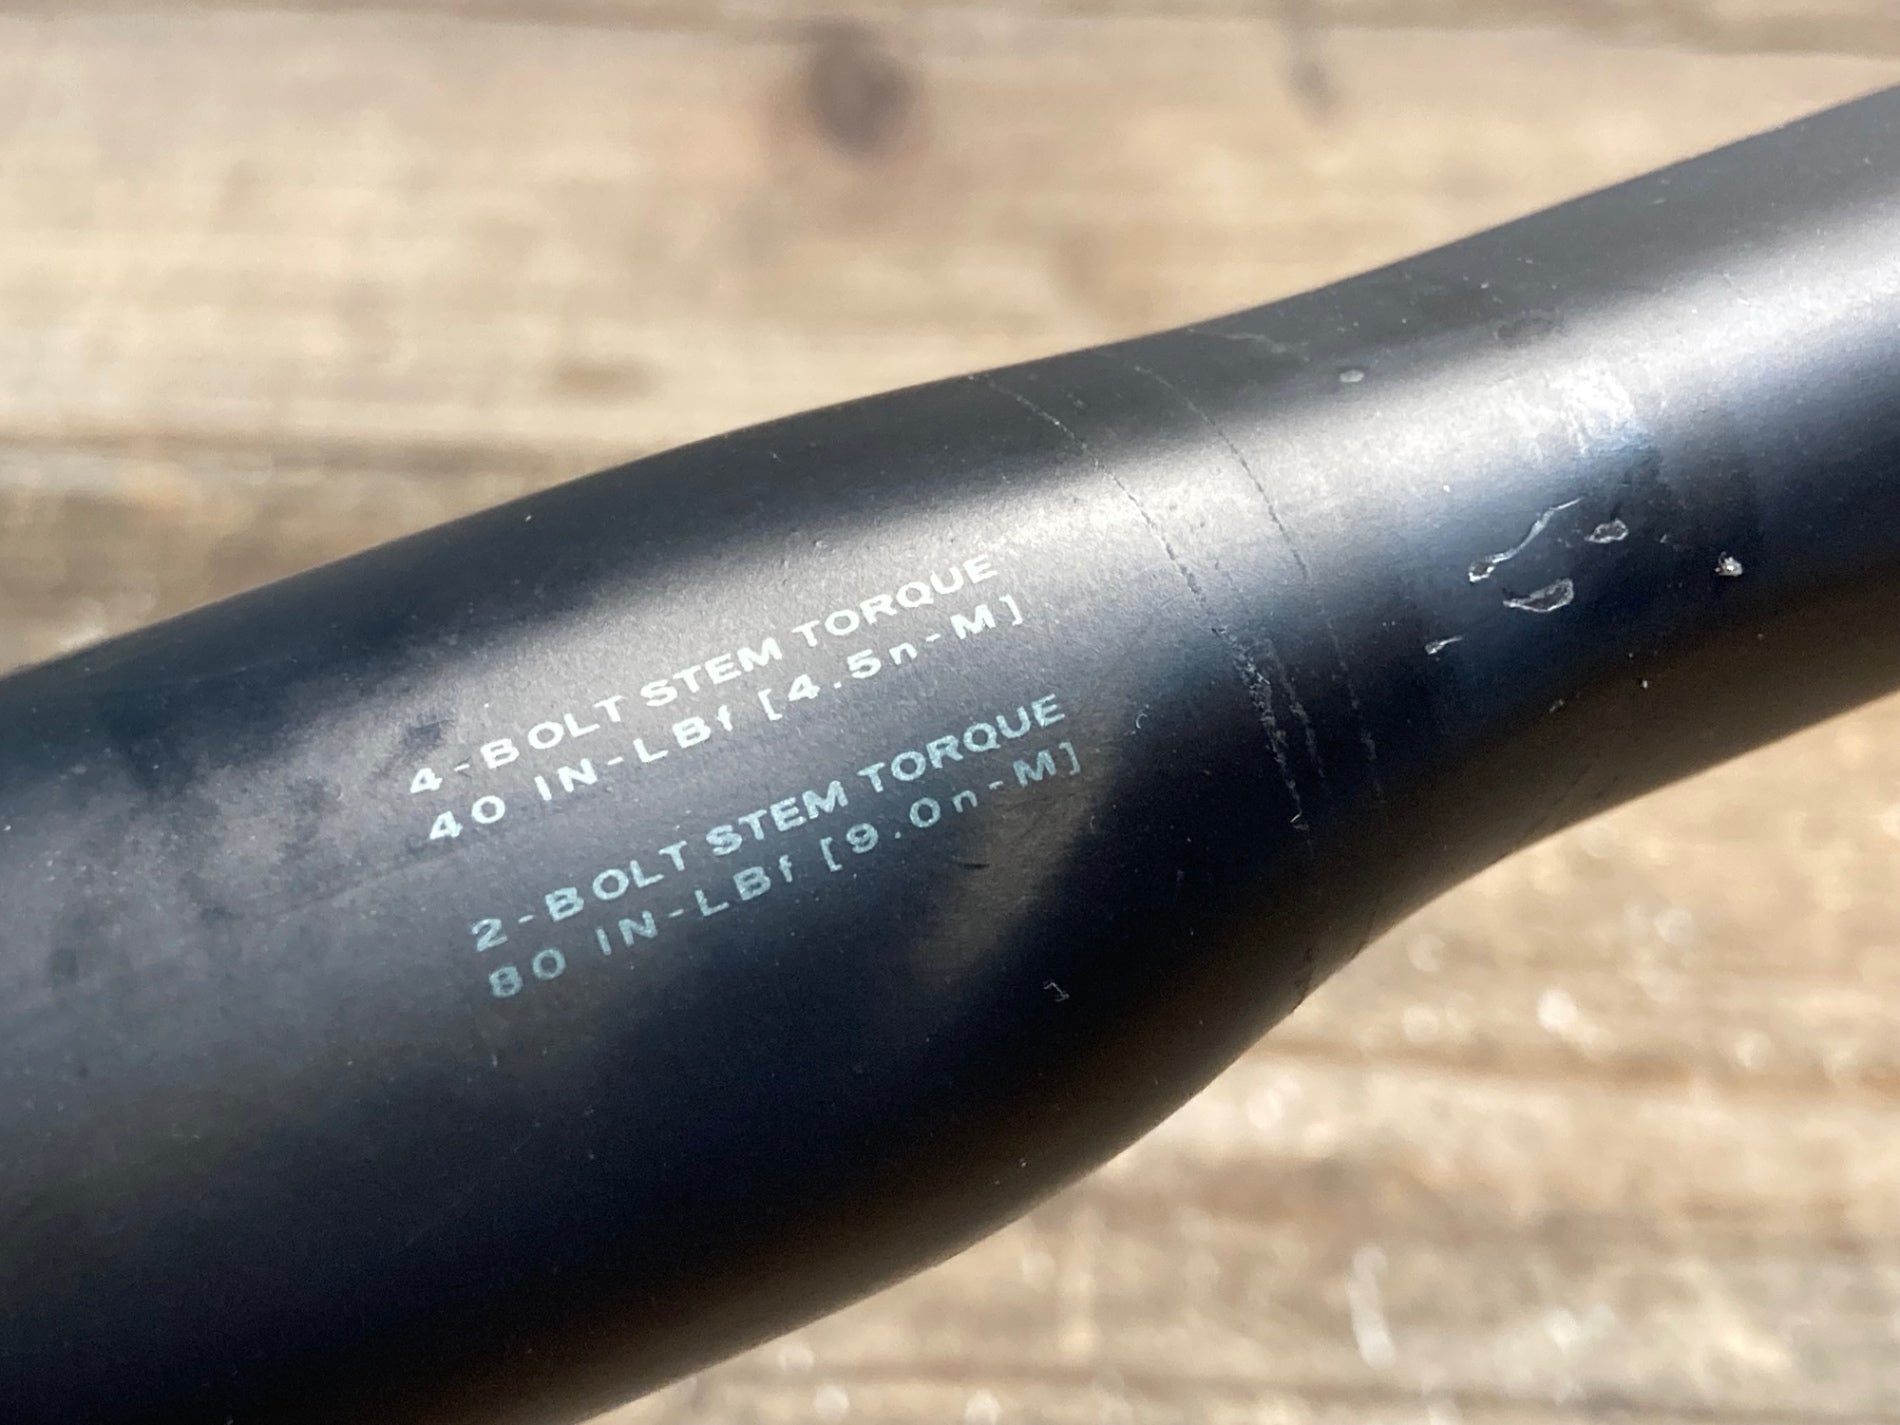 4-BOLT STEM TORQUE
40 IN-LBf [4.5n-M]
2-BOLT STEM TORQUE
80 IN-LBf [9.0n-M]